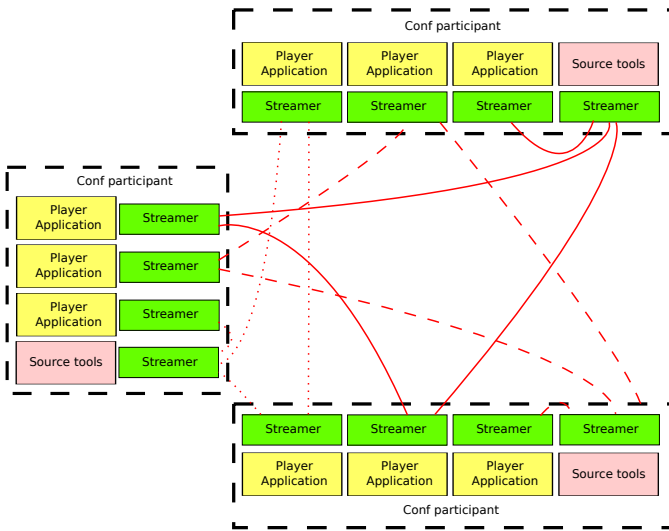 Conf participant
Player Application
Player Application
Player Application
Source tools
Streamer
Streamer
Streamer
Streamer
Conf participant
Player Application
Streamer
Player Application
Streamer
Player Application
Streamer
Source tools
Streamer
Streamer
Streamer
Streamer
Streamer
Player Application
Player Application
Player Application
Source tools
Conf participant